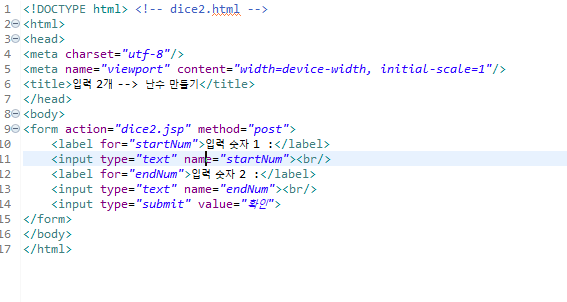 1 <!DOCTYPE html> <!-- dice2.html -->
2 <html>
3 <head>
4 <meta charset="utf-8"/>
5 <meta name="viewport" content="width=device-width, initial-scale=1"/>
6 <title>입력 2개 --> 난수 만들기</title>
7 </head>
8 <body>
9 <form action="dice2.jsp" method="post">
10 <label for="startNum">입력 숫자 1 :</label>
11 <input type="text" name="startNum"><br/>
12 <label for="endNum">입력 숫자 2 :</label>
13 <input type="text" name="endNum"><br/>
14 <input type="submit" value="확인">
15 </form>
16 </body>
17 </html>